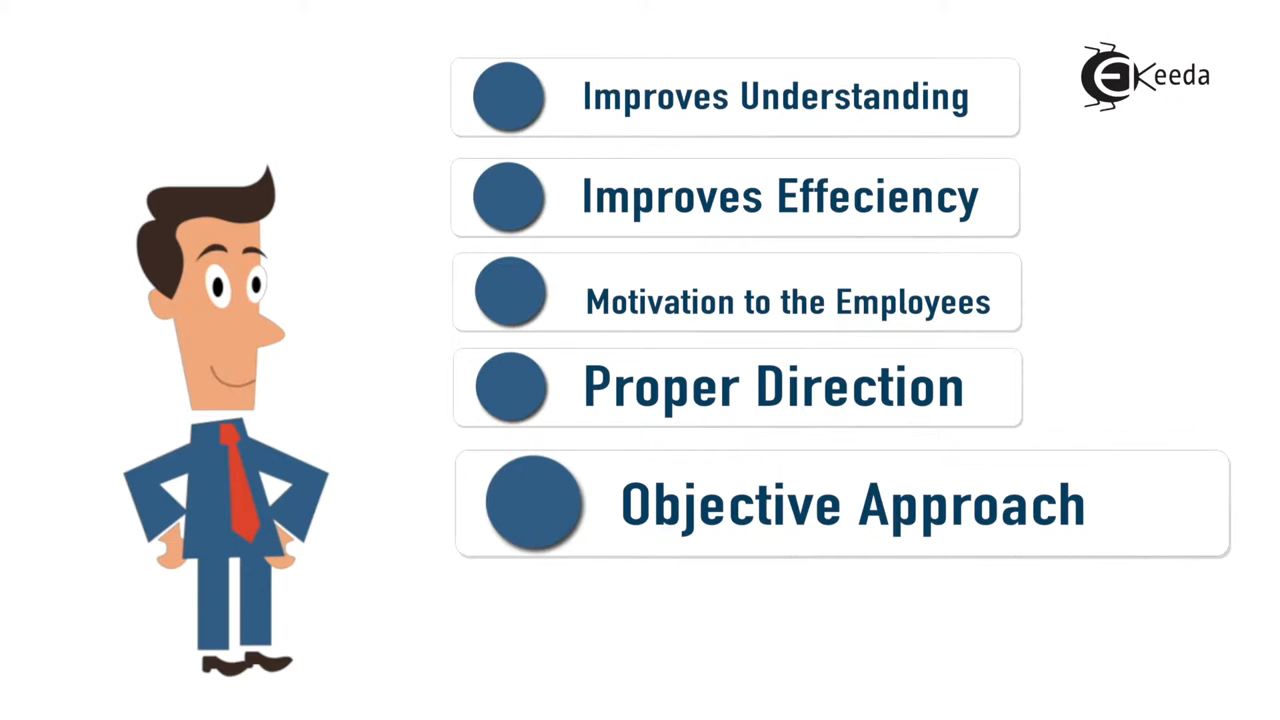 Improves Understanding
EKeeda
Improves Effeciency
Motivation to the Employees
Proper Direction
Objective Approach